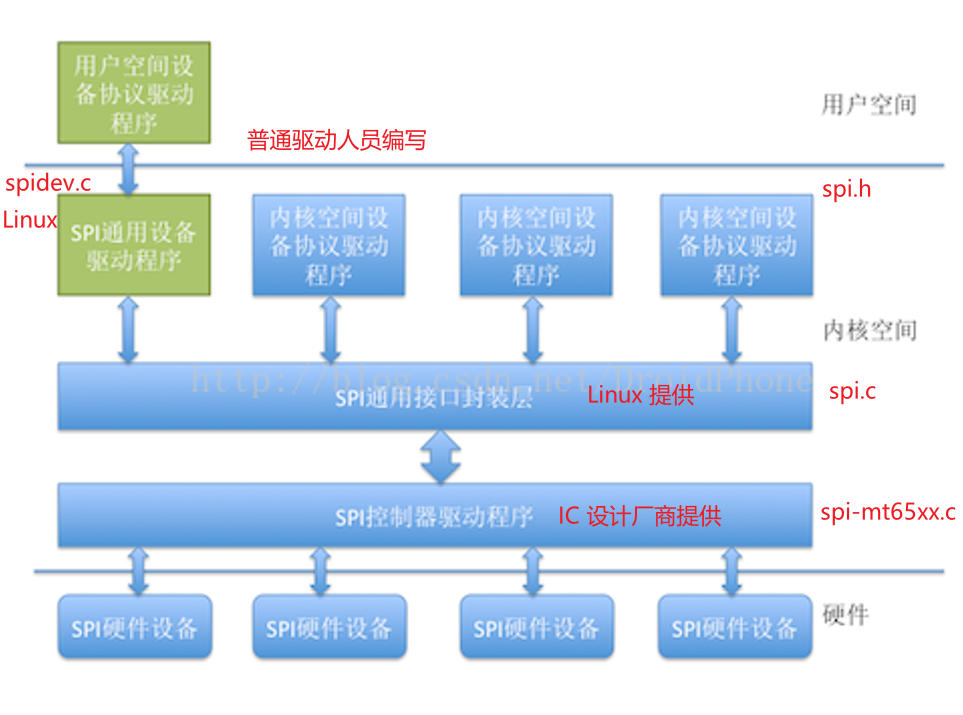 用户空间设
备协议驱动
程序
用户空间
普通驱动人员编写
spidev.c
Linux
SPI通用设备
驱动程序
内核空间设
备协议驱动
程序
内核空间设
备协议驱动
程序
内核空间设
备协议驱动
程序
spi.h
内核空间
http://blog.csdn.net/DroidPhone
SPI通用接口封装层
Linux 提供
spi.c
SPI控制器驱动程序
IC 设计厂商提供
spi-mt65xx.c
SPI硬件设备
SPI硬件设备
SPI硬件设备
SPI硬件设备
硬件